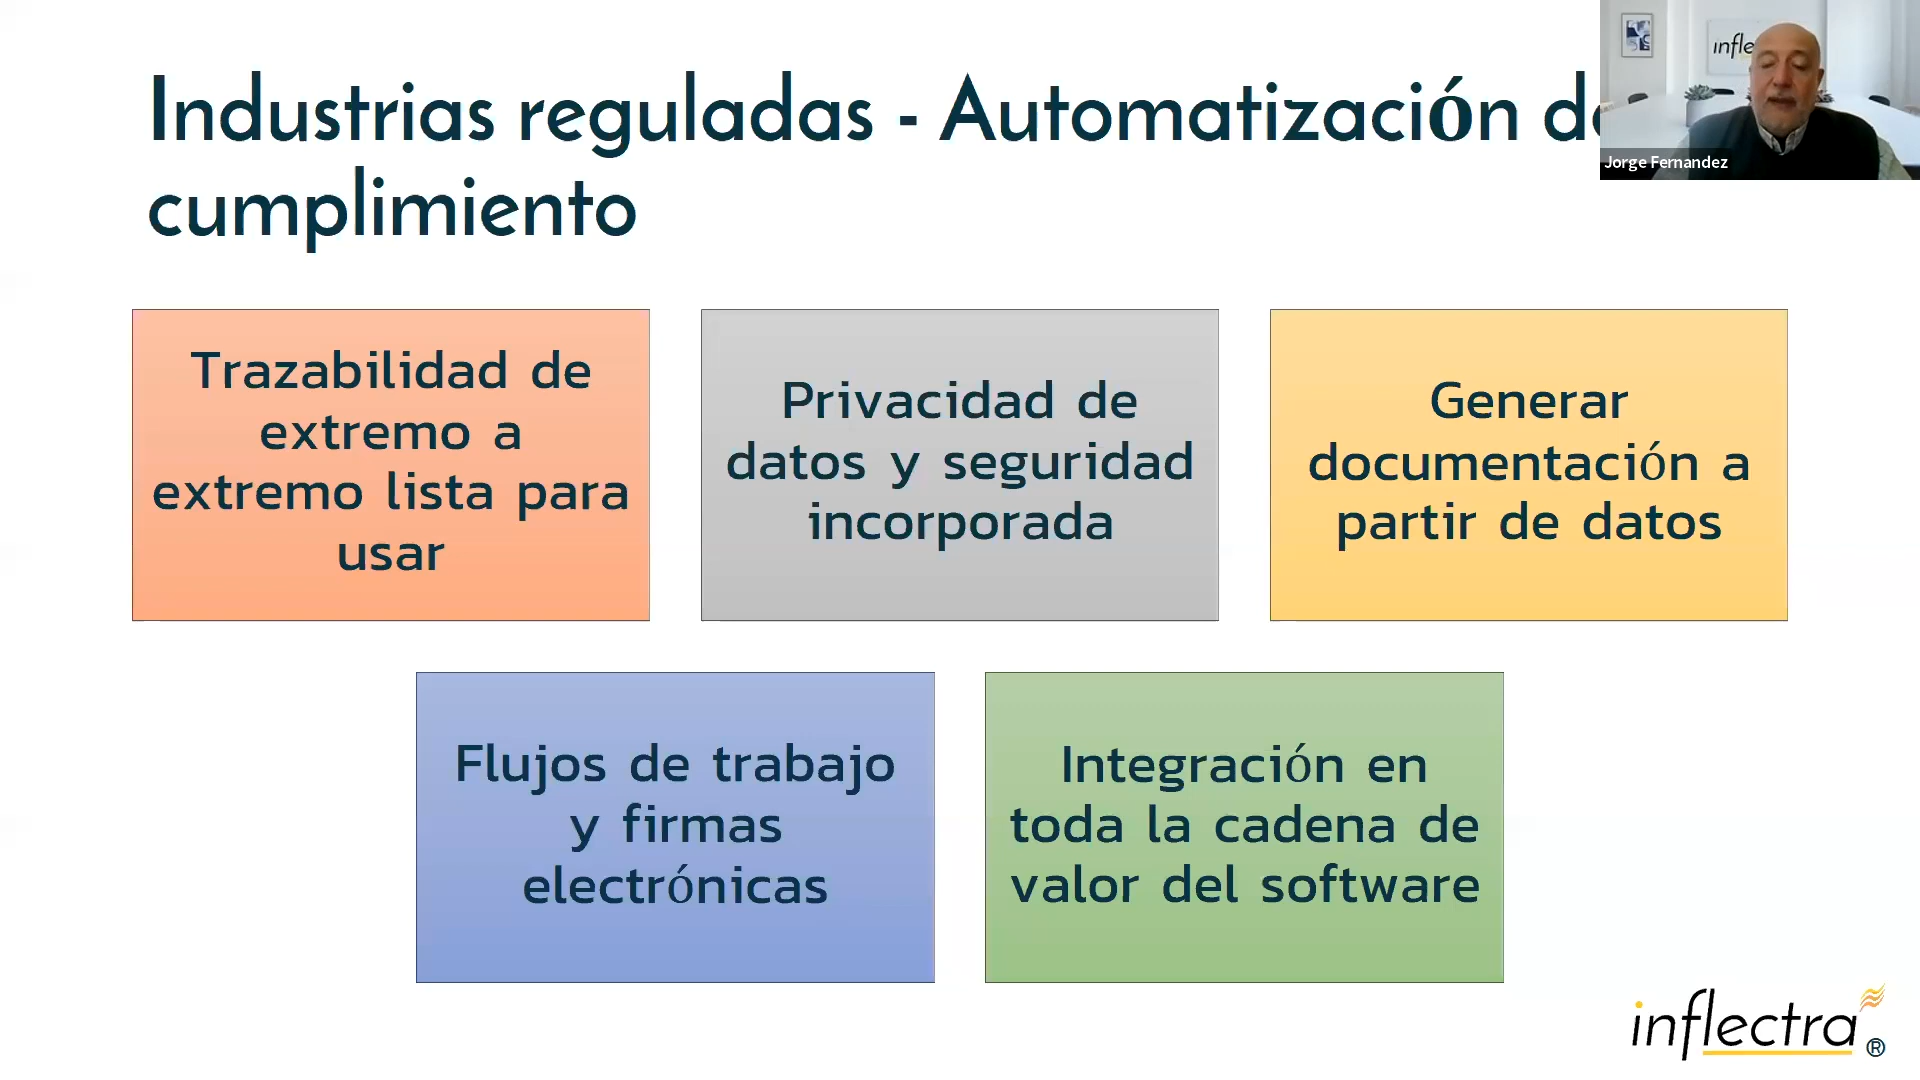 Industrias reguladas - Automatización
cumplimiento
infle
Jorge Fernandez
Trazabilidad de
extremo a
extremo lista para
usar
Privacidad de
datos y seguridad
incorporada
Generar
documentación a
partir de datos
Flujos de trabajo
y firmas
electrónicas
Integración en
toda la cadena de
valor del software
inflectra
®